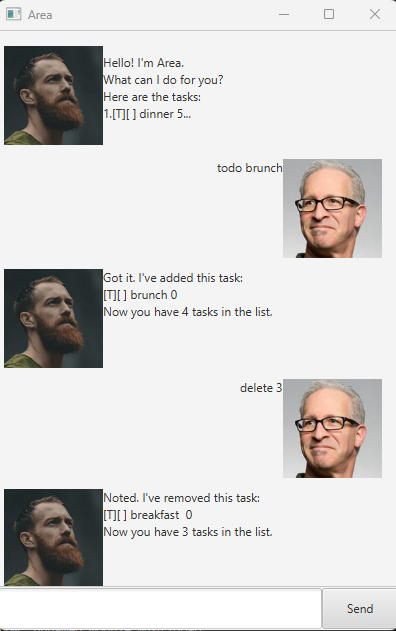 Area
Hello! I'm Area.
What can I do for you?
Here are the tasks:
1.[T][ ] dinner 5...
todo brunch
Got it. I've added this task:
[T][ ] brunch 0
Now you have 4 tasks in the list.
delete 3
Noted. I've removed this task:
[T][ ] breakfast  0
Now you have 3 tasks in the list.
Send